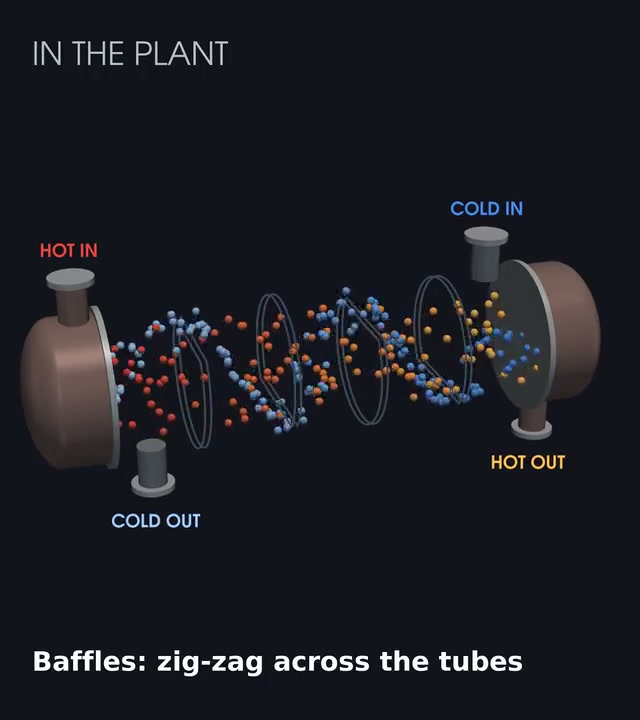 IN THE PLANT
COLD IN
HOT IN
HOT OUT
COLD OUT
Baffles: zig-zag across the tubes